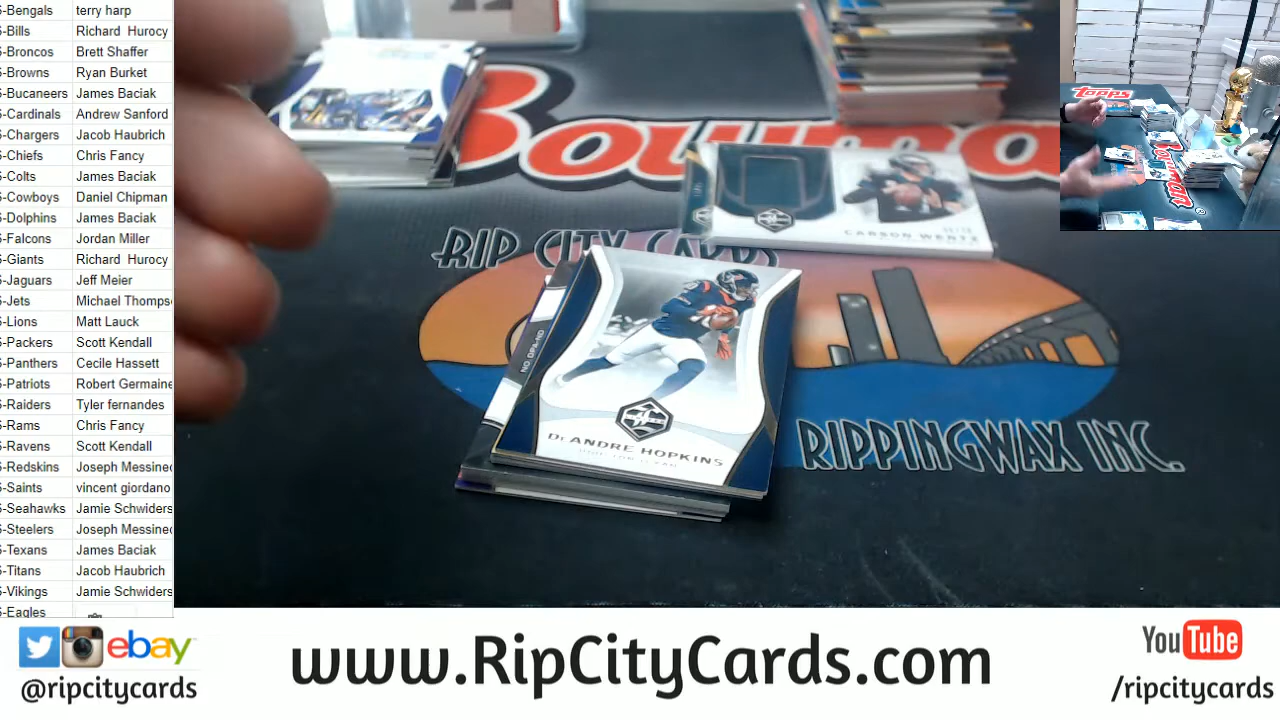 -Bengals terry harp
-Bills Richard Hurocy
-Broncos Brett Shaffer
-Browns Ryan Burket
-Bucaneers James Baciak
-Cardinals Andrew Sanford
-Chargers Jacob Haubrich
-Chiefs Chris Fancy
-Colts James Baciak
-Cowboys Daniel Chipman
-Dolphins James Baciak
-Falcons Jordan Miller
-Giants Richard Hurocy
-Jaguars Jeff Meier
-Jets Michael Thomps
-Lions Matt Lauck
-Packers Scott Kendall
-Panthers Cecile Hassett
-Patriots Robert Germaine
-Raiders Tyler fernandes
-Rams Chris Fancy
-Ravens Scott Kendall
-Redskins Joseph Messined
-Saints vincent giordano
-Seahawks Jamie Schwiders
-Steelers Joseph Messined
-Texans James Baciak
-Titans Jacob Haubrich
-Vikings Jamie Schwiders
-Eagles
Topps
Bowman
Bowman
CARSON WENTZ
RIP CITY CARDS
DEANDRE HOPKINS
RIPPINGWAX INC.
ebay
@ripcitycards
www.RipCityCards.com
YouTube
/ripcitycards